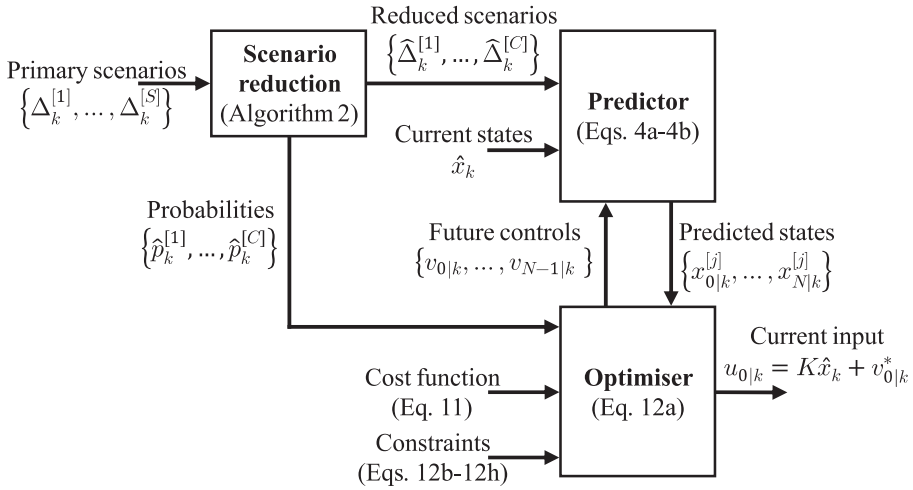 Reduced scenarios
{Δ̂_k^[1], …, Δ̂_k^[C]}
Primary scenarios
{Δ_k^[1], …, Δ_k^[S]}
Scenario
reduction
(Algorithm 2)
Predictor
(Eqs. 4a-4b)
Current states
x̂_k
Probabilities
{p̂_k^[1], …, p̂_k^[C]}
Future controls
{v_0|k, …, v_N−1|k }
Predicted states
{x_0|k^[j], …, x_N|k^[j]}
Cost function
(Eq. 11)
Constraints
(Eqs. 12b-12h)
Optimiser
(Eq. 12a)
Current input
u_0|k = Kx̂_k + v*_0|k